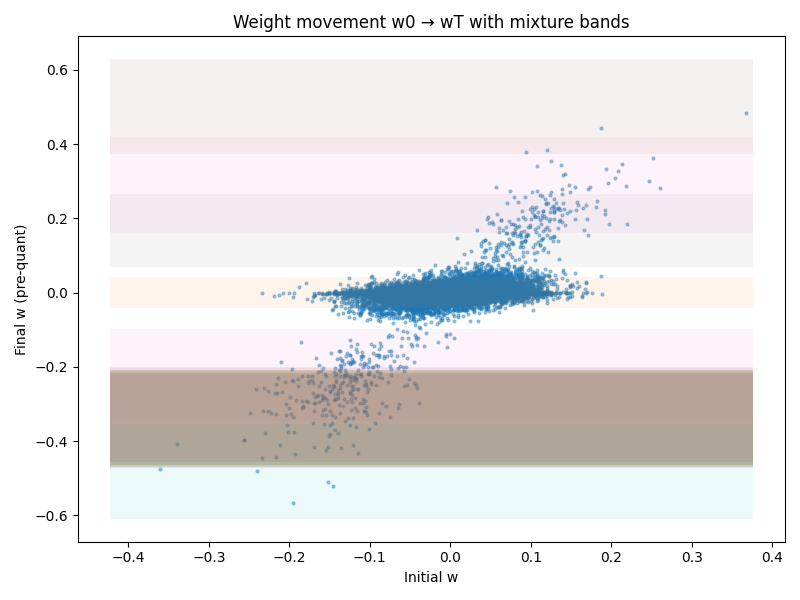 Weight movement w0 → wT with mixture bands
Final w (pre-quant)
0.6
0.4
0.2
0.0
−0.2
−0.4
−0.6
−0.4 −0.3 −0.2 −0.1 0.0 0.1 0.2 0.3 0.4
Initial w